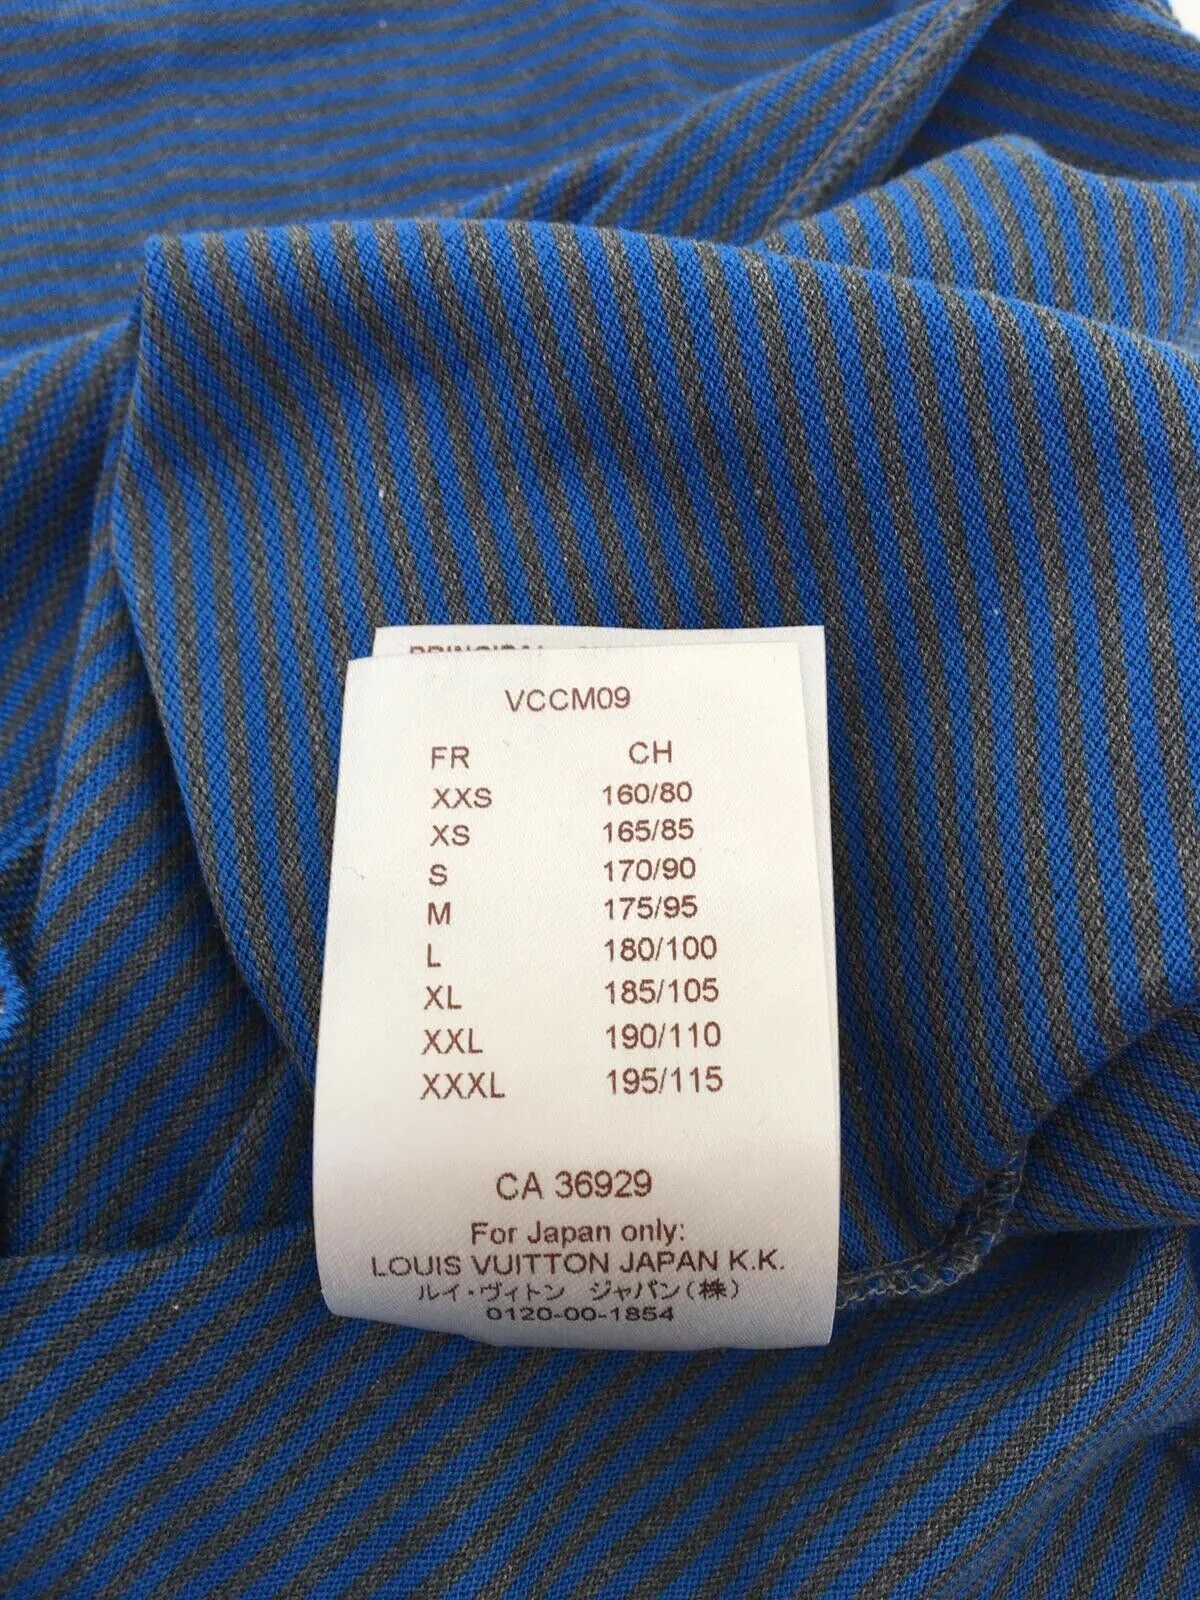 VCCM09
FR CH
XXS 160/80
XS 165/85
S 170/90
M 175/95
L 180/100
XL 185/105
XXL 190/110
XXXL 195/115
CA 36929
For Japan only:
LOUIS VUITTON JAPAN K.K.
ルイ・ヴィトン ジャパン(株)
0120-00-1854